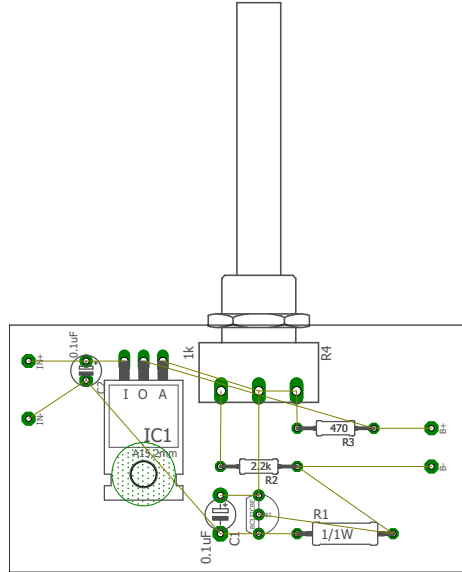 1k
R4
IN+
0.1uF
IN-
I O A
IC1
A15,2mm
470
R3
B+
2.2k
R2
B-
R1
1/1W
0.1uF
C1